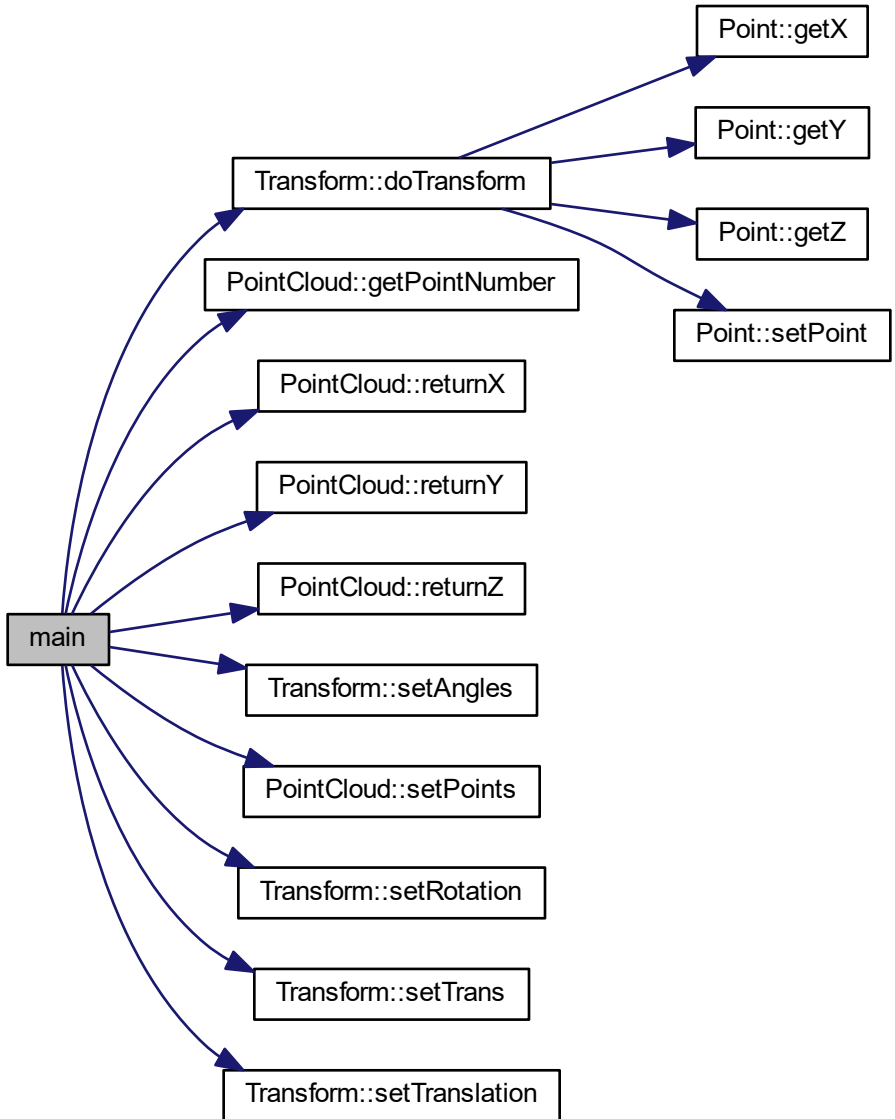 Point::getX
Point::getY
Transform::doTransform
Point::getZ
PointCloud::getPointNumber
Point::setPoint
PointCloud::returnX
PointCloud::returnY
PointCloud::returnZ
main
Transform::setAngles
PointCloud::setPoints
Transform::setRotation
Transform::setTrans
Transform::setTranslation